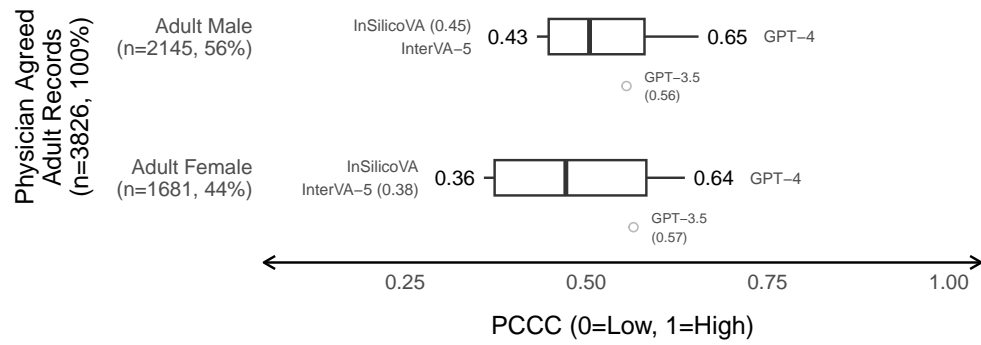 Physician Agreed
Adult Records
(n=3826, 100%)
Adult Male
(n=2145, 56%)
InSilicoVA (0.45)
InterVA−5
0.43
0.65
GPT−4
GPT−3.5
(0.56)
Adult Female
(n=1681, 44%)
InSilicoVA
InterVA−5 (0.38)
0.36
0.64
GPT−4
GPT−3.5
(0.57)
0.25
0.50
0.75
1.00
PCCC (0=Low, 1=High)